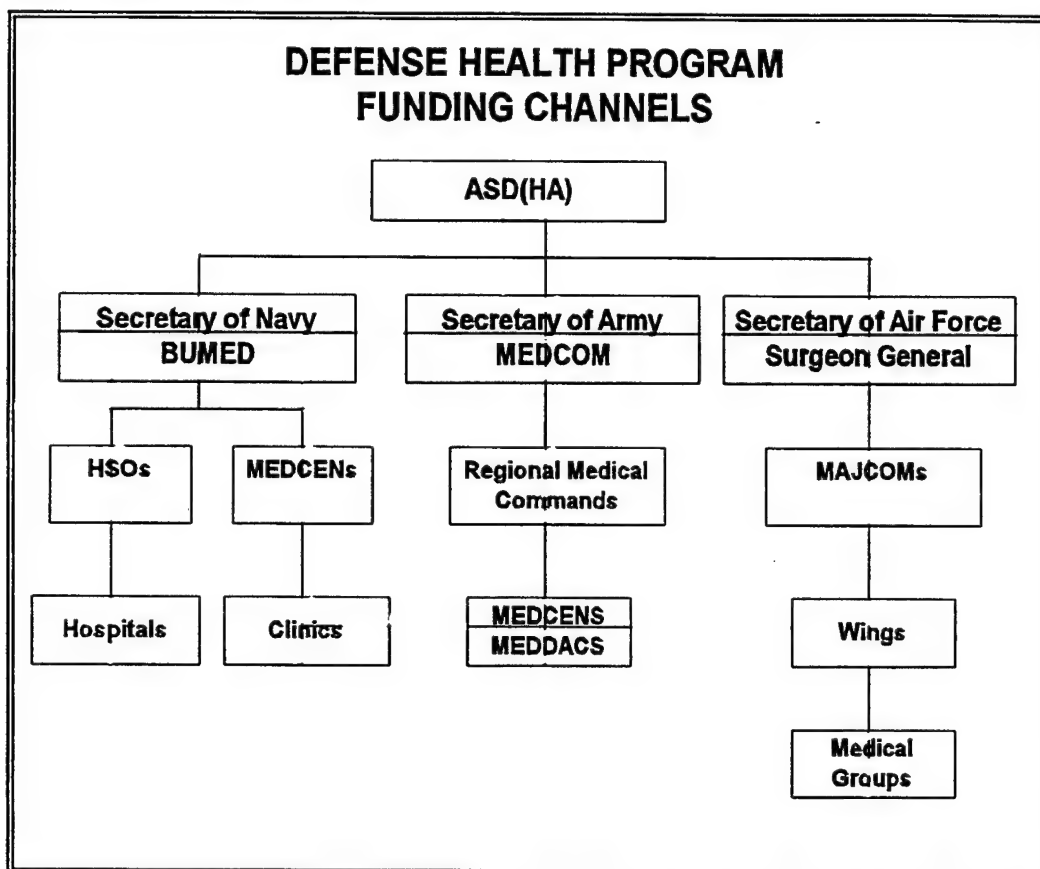 DEFENSE HEALTH PROGRAM
FUNDING CHANNELS
ASD(HA)
Secretary of Navy
BUMED
Secretary of Army
MEDCOM
Secretary of Air Force
Surgeon General
HSOs
MEDCENs
Regional Medical
Commands
MAJCOMs
Hospitals
Clinics
MEDCENS
MEDDACS
Wings
Medical
Groups